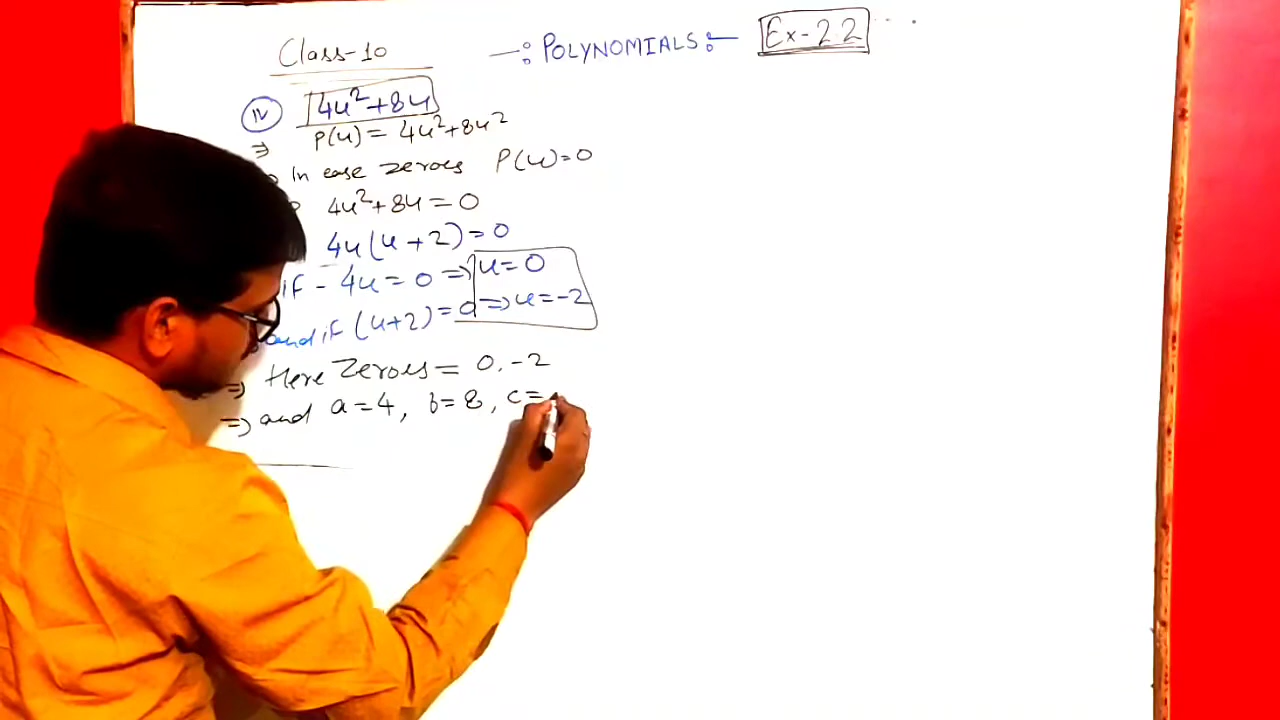 Class-10 —: POLYNOMIALS :— Ex-2.2
iv 4u²+8u
⇒ P(u) = 4u²+8u²
In case zeroes P(u)=0
4u²+8u=0
4u(u+2)=0
if - 4u=0 ⇒ u=0
and if (u+2)=0 ⇒ u=-2
⇒ Here Zeroes = 0,-2
⇒ and a=4, b=8, c=